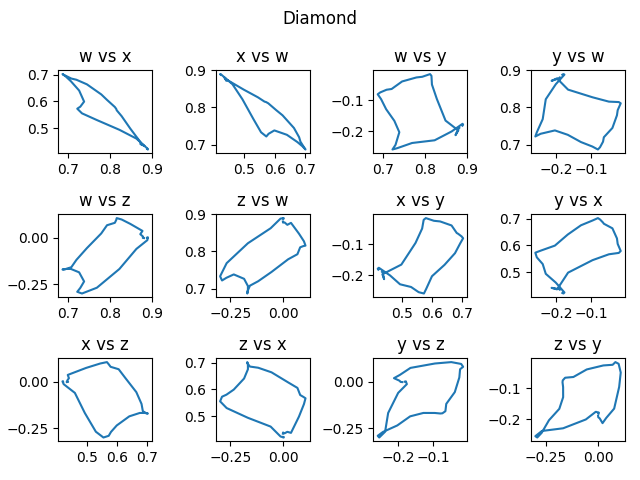 Diamond
w vs x
x vs w
w vs y
y vs w
0.7
0.6
0.5
0.7 0.8 0.9
0.9
0.8
0.7
0.5 0.6 0.7
−0.1
−0.2
0.7 0.8 0.9
0.9
0.8
0.7
−0.2 −0.1
w vs z
z vs w
x vs y
y vs x
0.00
−0.25
0.7 0.8 0.9
0.9
0.8
0.7
−0.25 0.00
−0.1
−0.2
0.5 0.6 0.7
0.7
0.6
0.5
−0.2 −0.1
x vs z
z vs x
y vs z
z vs y
0.00
−0.25
0.5 0.6 0.7
0.7
0.6
0.5
−0.25 0.00
0.00
−0.25
−0.2 −0.1
−0.1
−0.2
−0.25 0.00